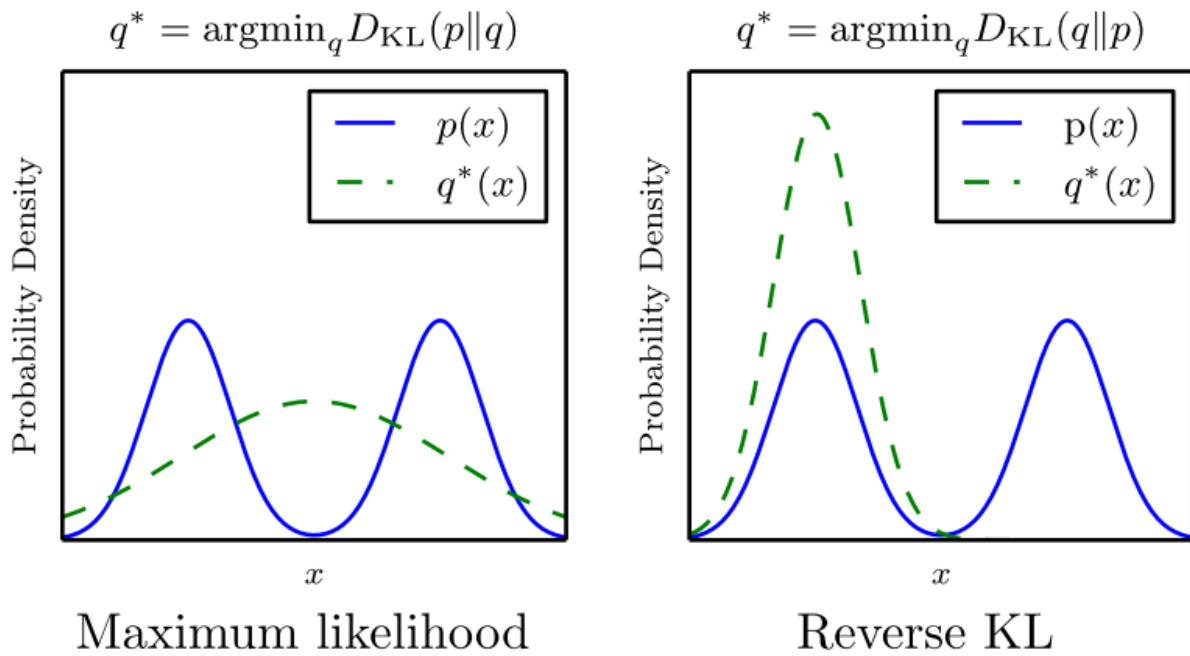 q* = argmin_q D_KL(p‖q)
p(x)
q*(x)
Probability Density
x
Maximum likelihood
q* = argmin_q D_KL(q‖p)
p(x)
q*(x)
Probability Density
x
Reverse KL